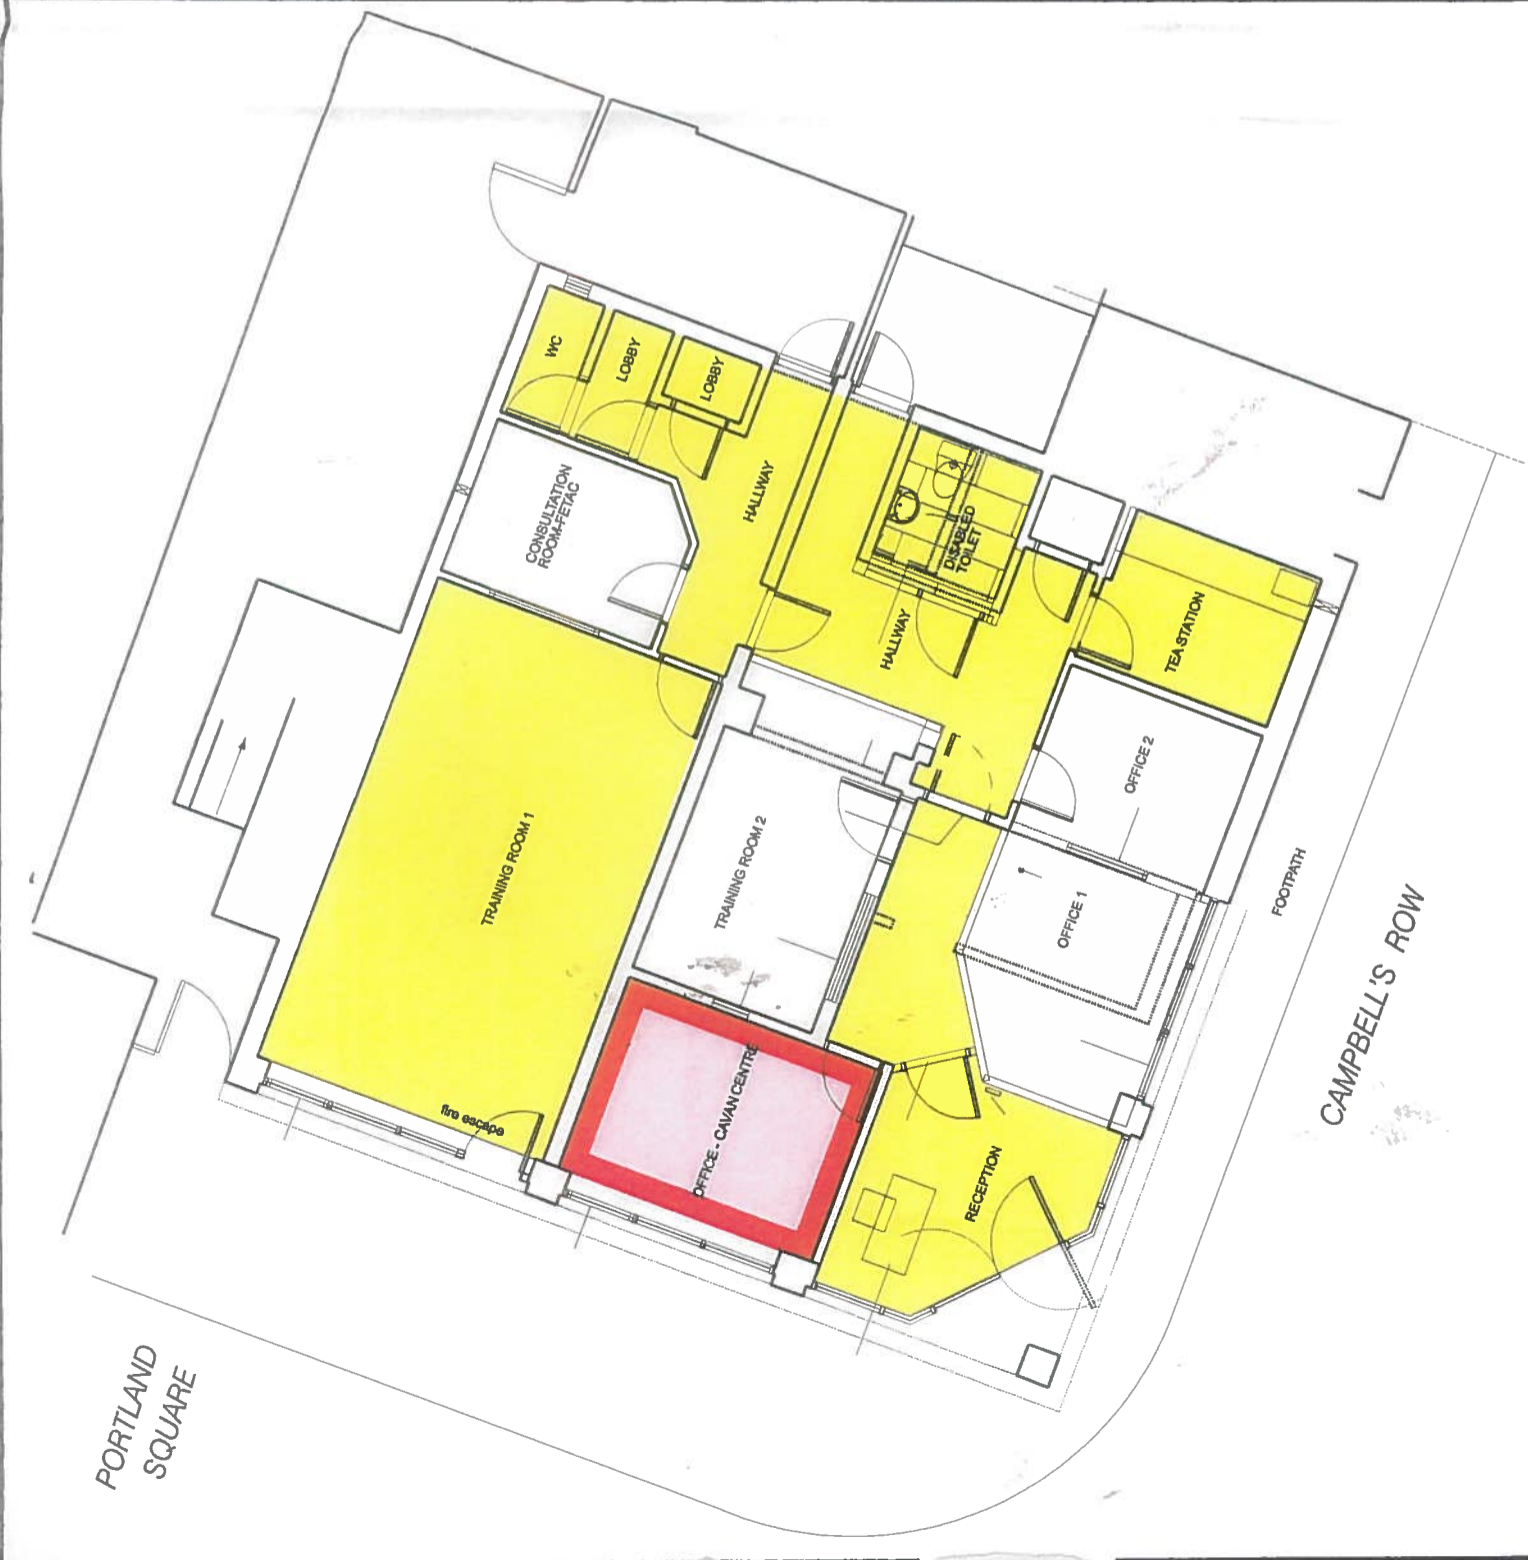 WC
LOBBY
LOBBY
CONSULTATION
ROOM-FETAC
HALLWAY
DISABLED
TOILET
HALLWAY
TEA STATION
TRAINING ROOM 1
TRAINING ROOM 2
OFFICE 2
OFFICE 1
FOOTPATH
CAMPBELL'S ROW
fire escape
OFFICE - CAVAN CENTRE
RECEPTION
PORTLAND
SQUARE